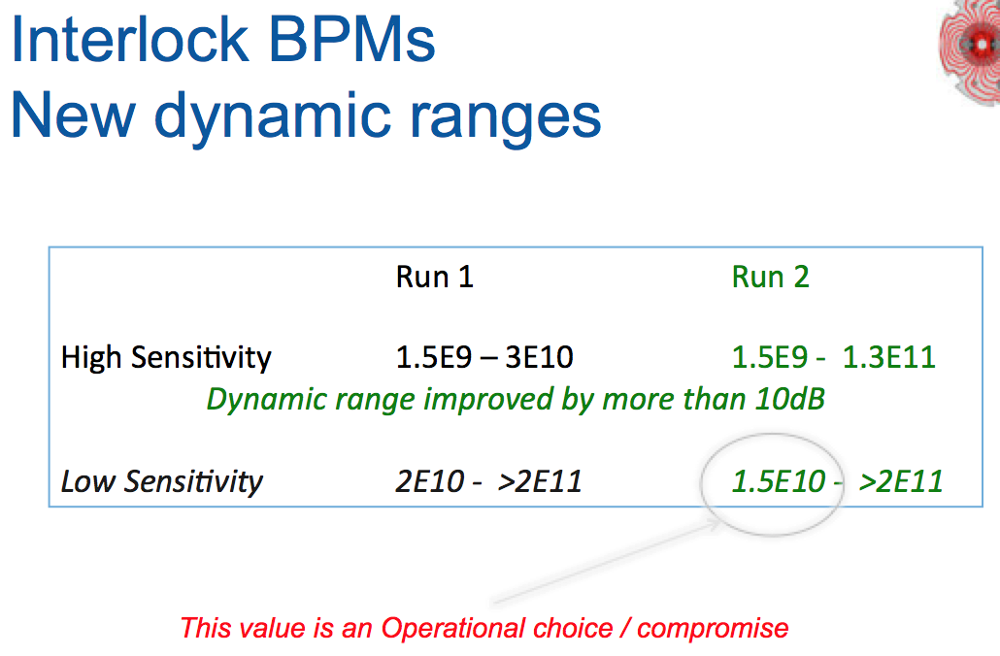 Interlock BPMs
New dynamic ranges
Run 1 Run 2
High Sensitivity 1.5E9 – 3E10 1.5E9 - 1.3E11
Dynamic range improved by more than 10dB
Low Sensitivity 2E10 - >2E11 1.5E10 - >2E11
This value is an Operational choice / compromise